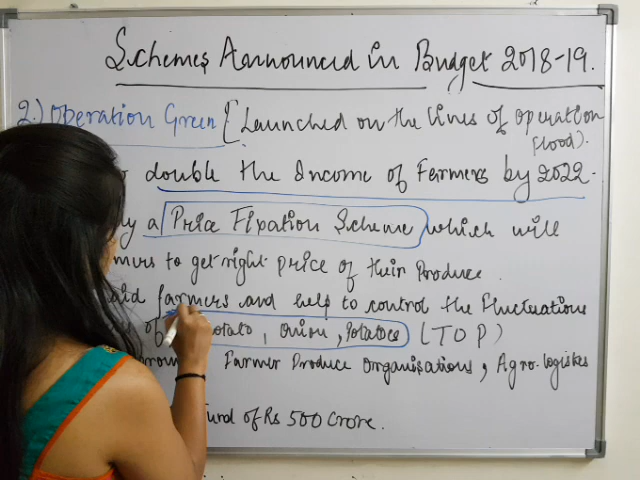 Schemes Announced in Budget 2018-19.
2.) Operation Green { Launched on the lines of operation
flood).
double the Income of Farmers by 2022.
a Price Fixation Scheme which will
to get right price of their Produce.
farmers and help to control the fluctuations
of Onion, Potatoes (TOP)
Farmer Produce Organisations, Agro-logistics
Fund of Rs 500 Crore.